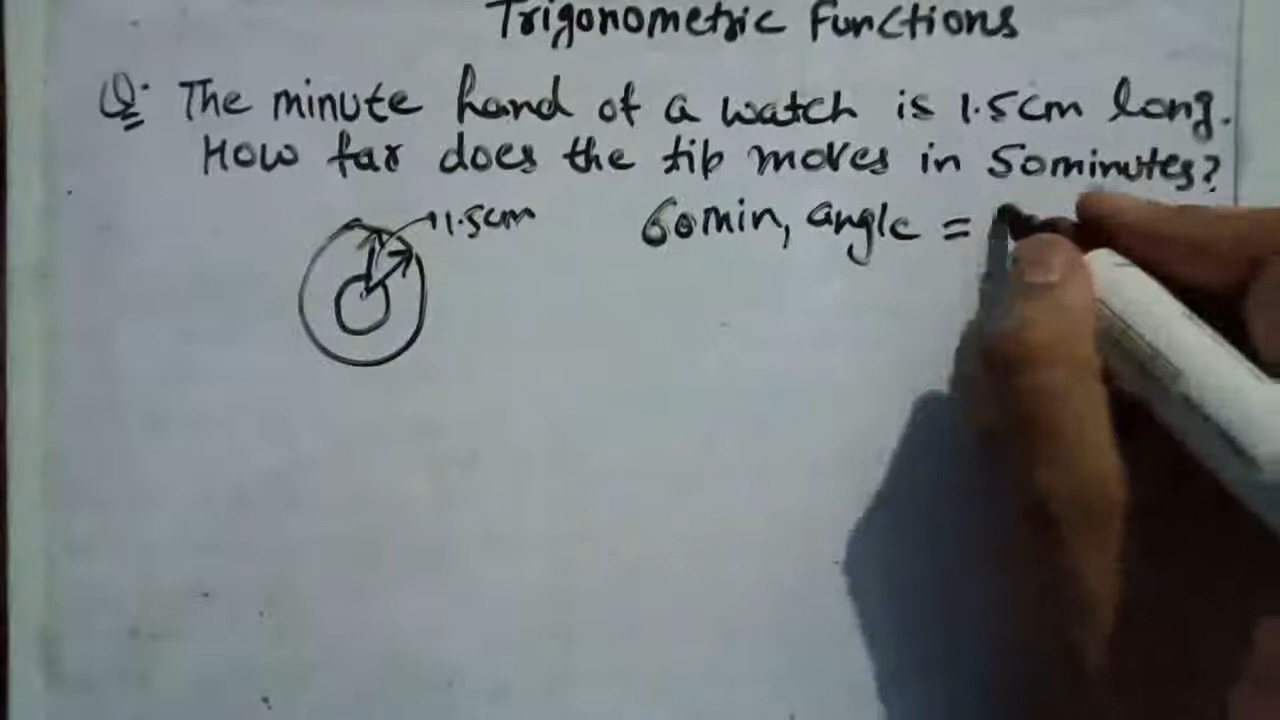 Trigonometric Functions
Q. The minute hand of a watch is 1.5cm long.
How far does the tip moves in 50minutes?
1.5cm
60min, angle =